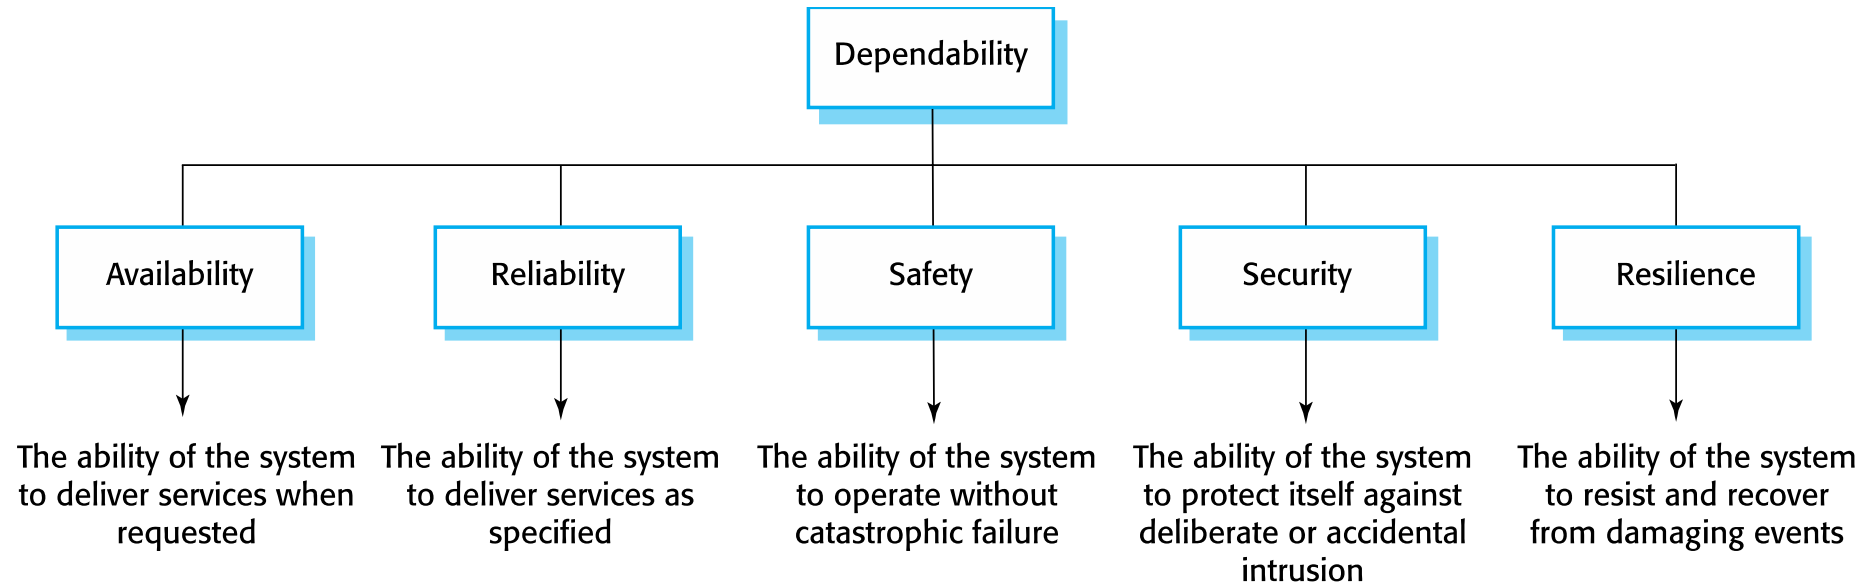 Dependability
Availability
Reliability
Safety
Security
Resilience
The ability of the system
to deliver services when
requested
The ability of the system
to deliver services as
specified
The ability of the system
to operate without
catastrophic failure
The ability of the system
to protect itself against
deliberate or accidental
intrusion
The ability of the system
to resist and recover
from damaging events